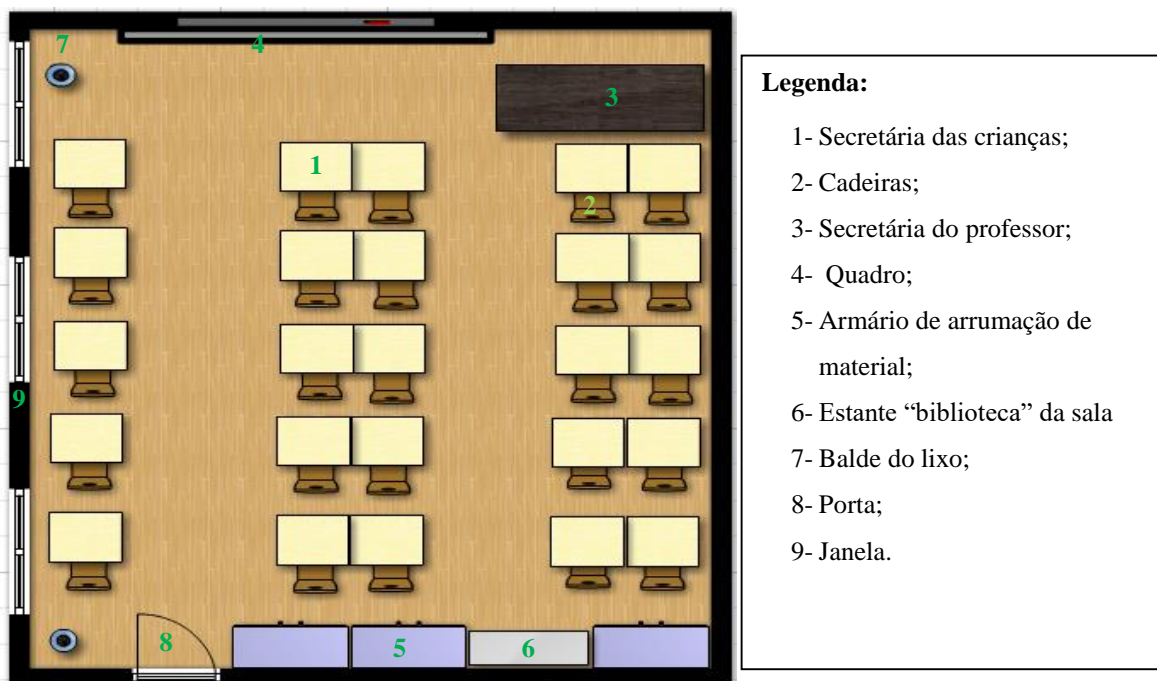 7
4
3
1
2
9
8
5
6
Legenda:
1- Secretária das crianças;
2- Cadeiras;
3- Secretária do professor;
4- Quadro;
5- Armário de arrumação de
material;
6- Estante “biblioteca” da sala
7- Balde do lixo;
8- Porta;
9- Janela.